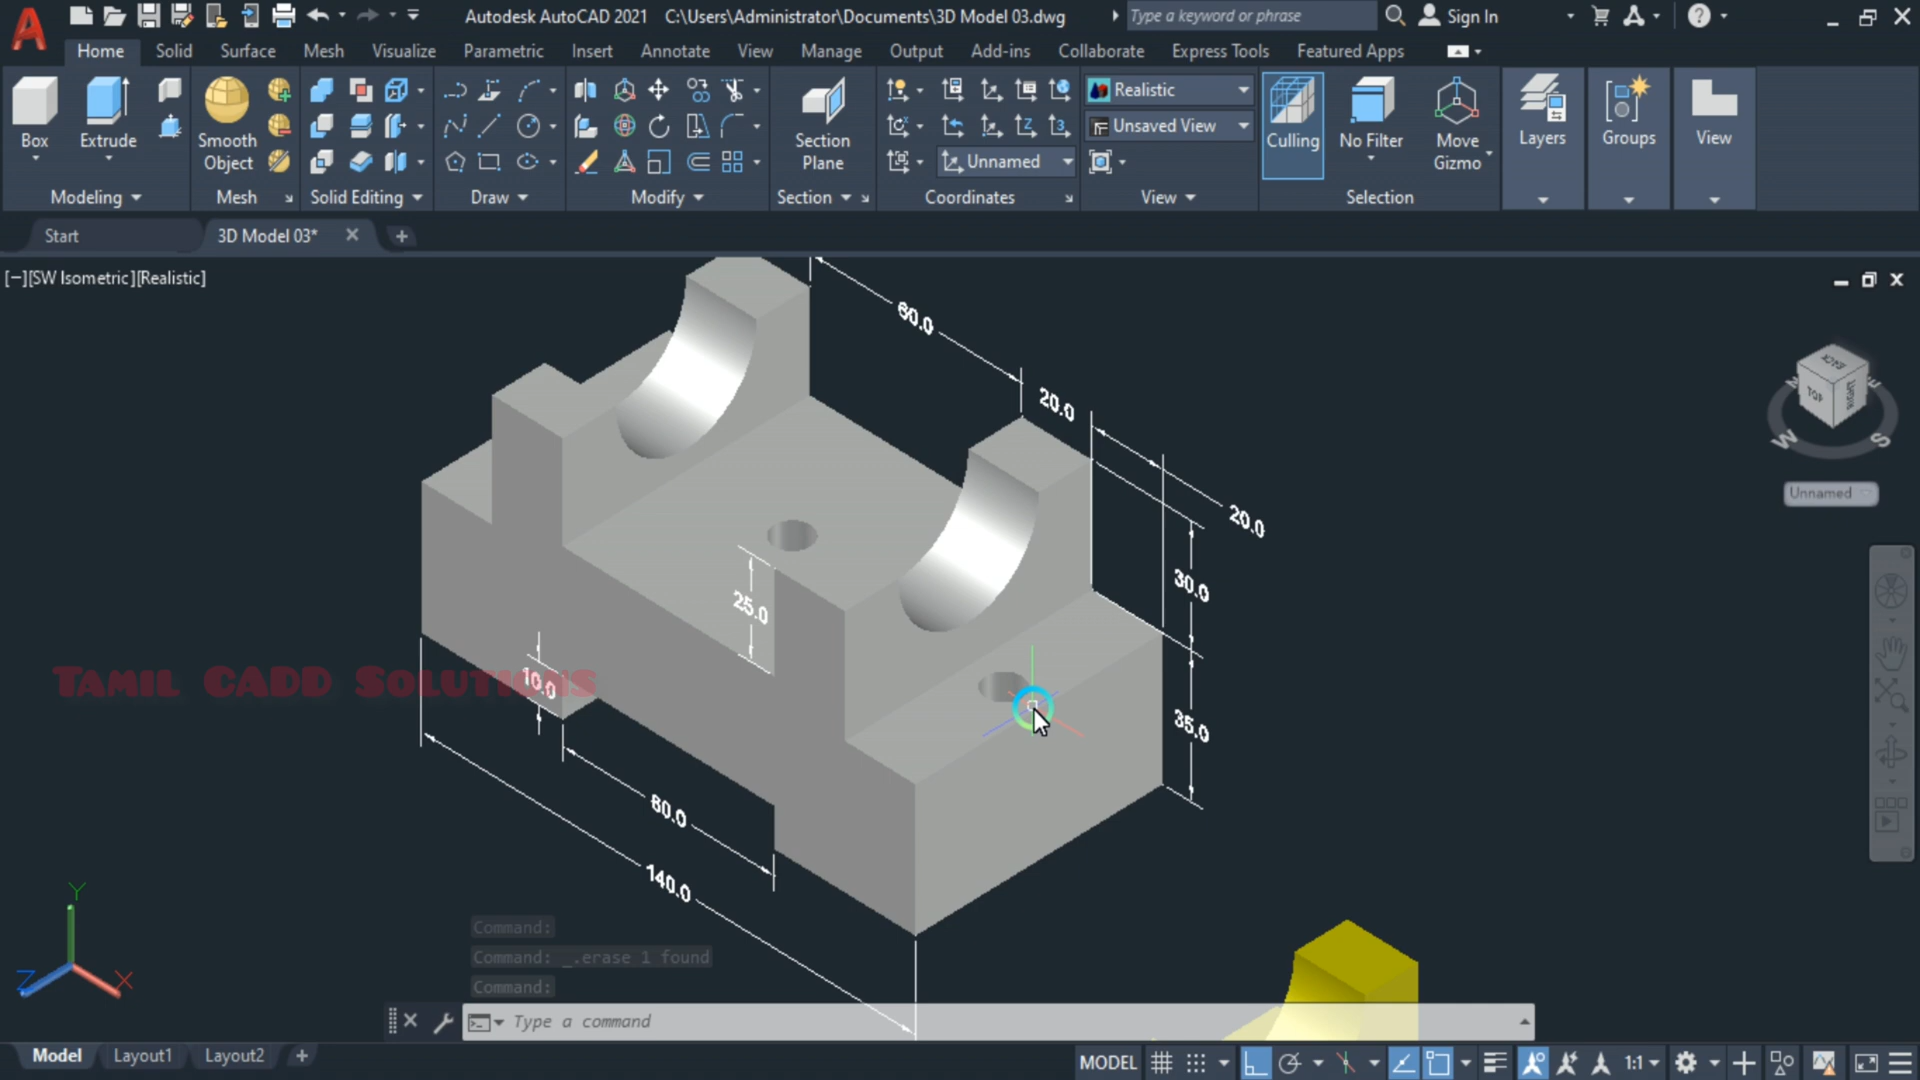 Autodesk AutoCAD 2021 C:\Users\Administrator\Documents\3D Model 03.dwg Type a keyword or phrase Sign In
Home Solid Surface Mesh Chart Visualize Parametric Insert Annotate View Manage Output Add-ins Collaborate Express Tools Featured Apps
Box Extrude Smooth Object Section Plane Realistic Unsaved View Unnamed Culling No Filter Move Gizmo Layers Groups View
Modeling Mesh Solid Editing Draw Modify Section Coordinates View Selection
Start 3D Model 03*
[−][SW Isometric][Realistic]
60.0
20.0
20.0
30.0
25.0
10.0
35.0
60.0
140.0
BACK
TOP RIGHT
N E
W S
Unnamed
TAMIL CADD SOLUTIONS
Y
Z X
Command:
Command: _.erase 1 found
Command:
Type a command
Model Layout1 Layout2
MODEL 1:1